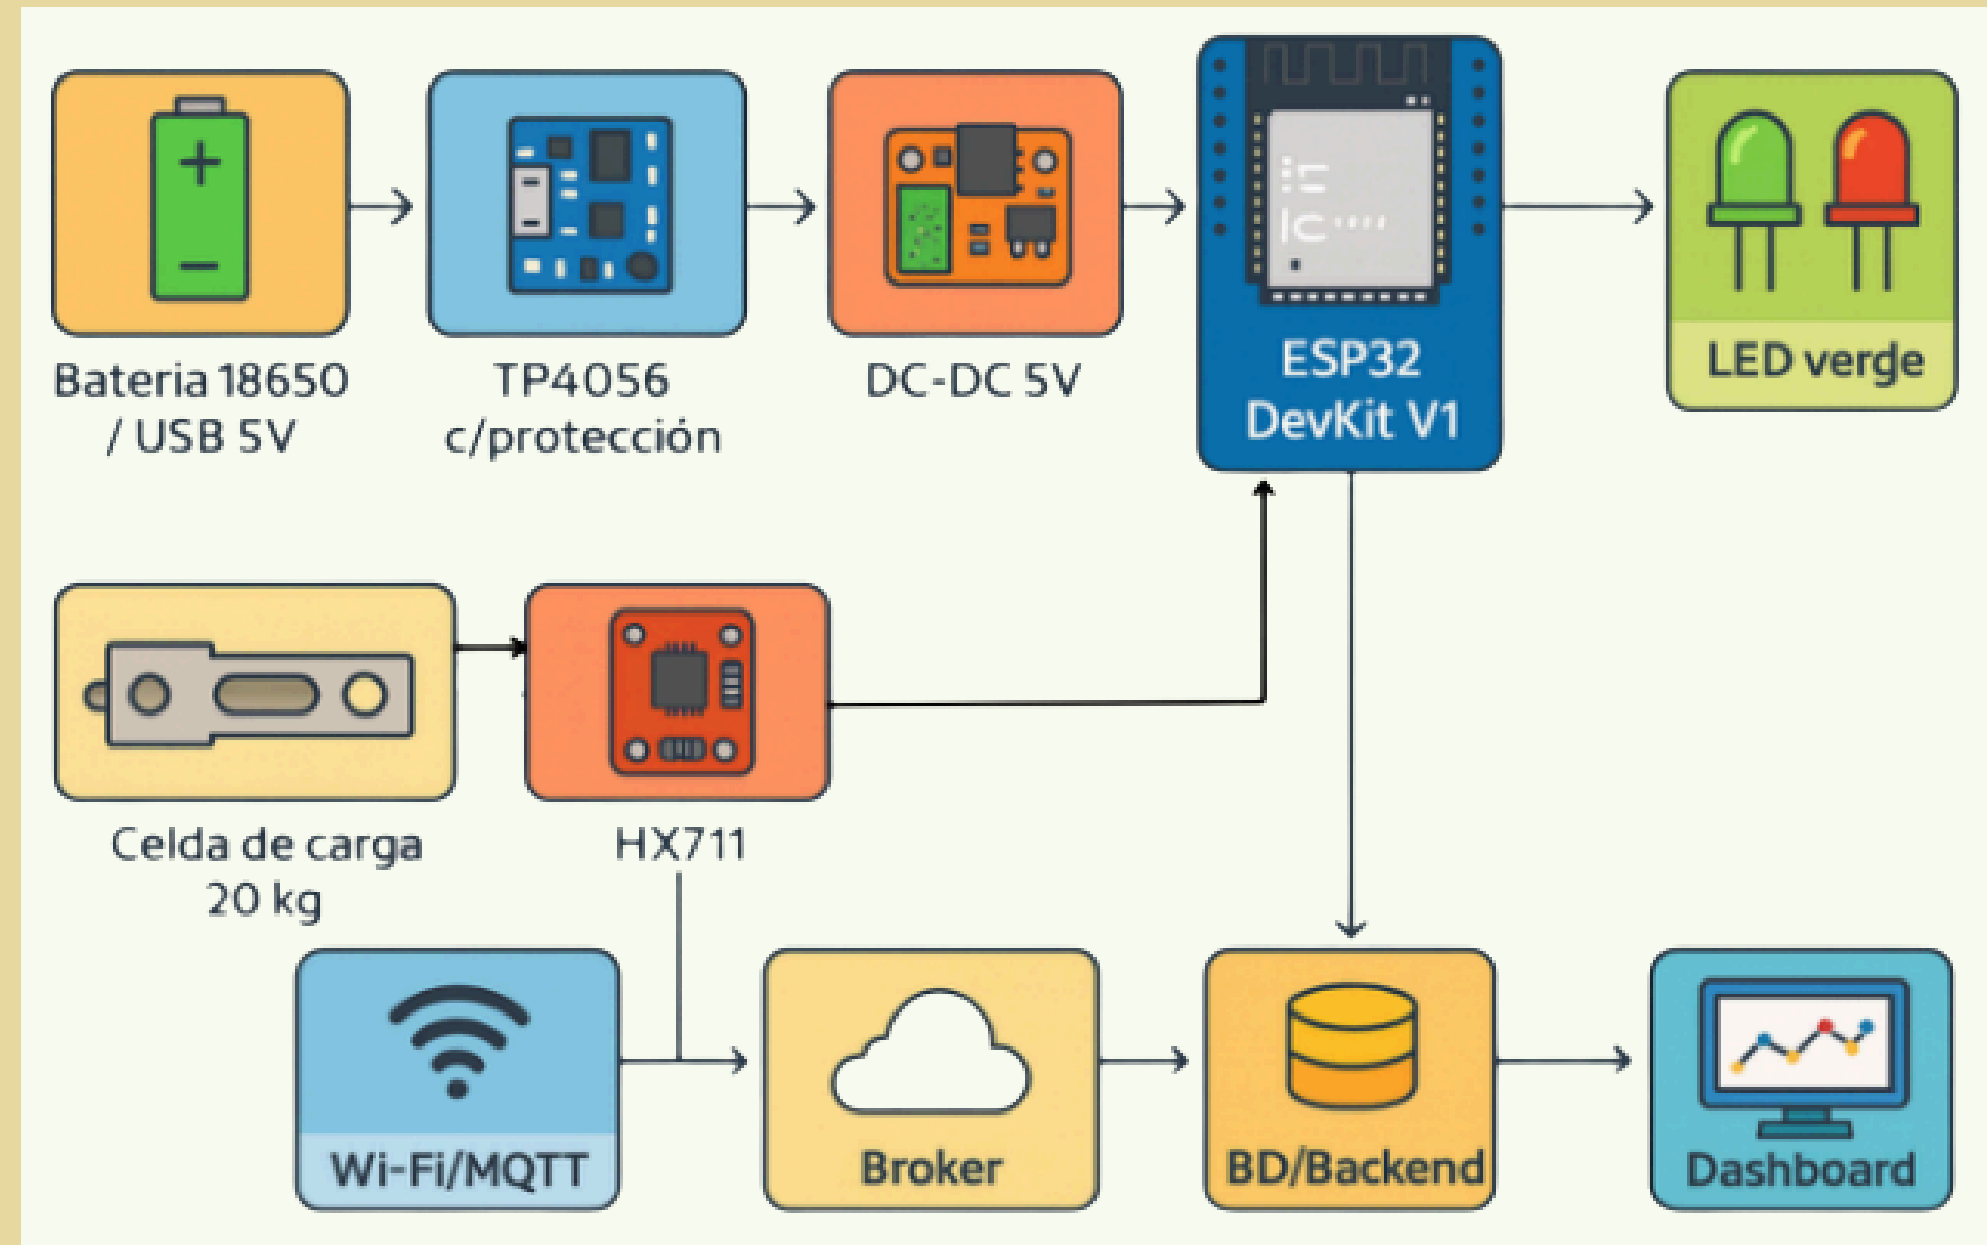 Bateria 18650
/ USB 5V
TP4056
c/protección
DC-DC 5V
ESP32
DevKit V1
LED verge
Celda de carga
20 kg
HX711
Wi-Fi/MQTT
Broker
BD/Backend
Dashboard